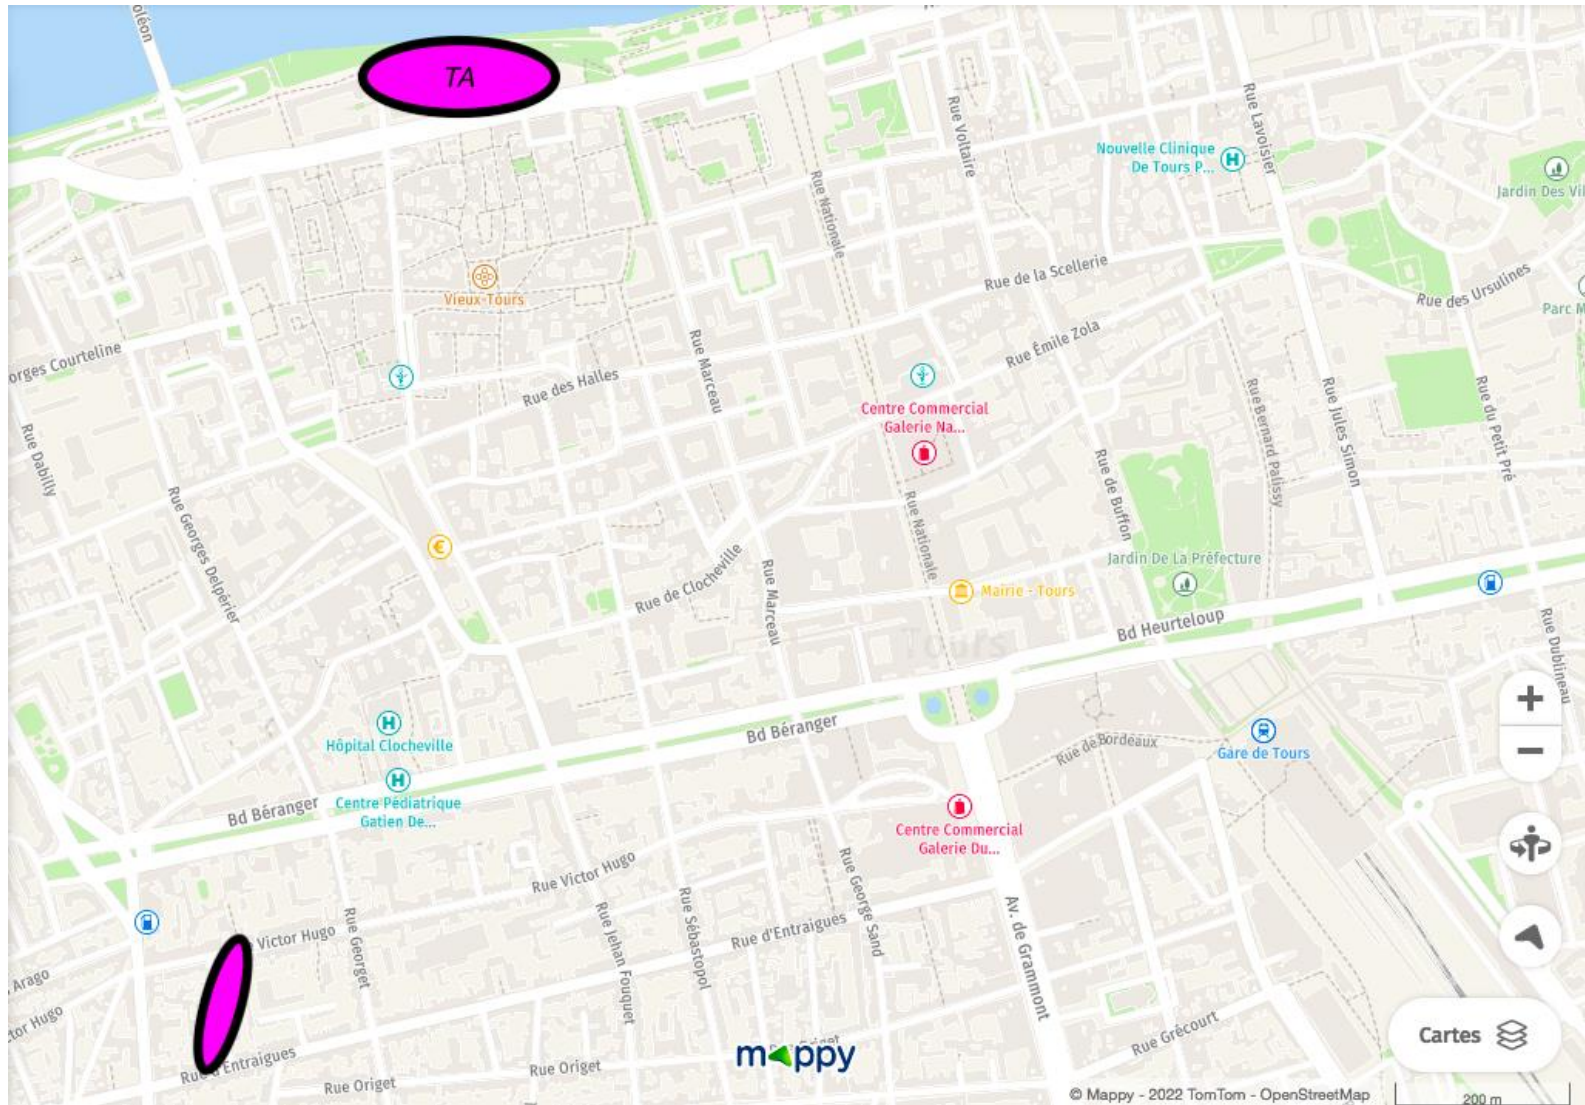 oléon
TA
Rue Voltaire
Rue Lavoisier
Nouvelle Clinique
De Tours P...
Jardin Des Vil
Rue Nationale
Rue de la Scellerie
Rue des Ursulines
Parc M
Vieux-Tours
orges Courteline
Rue Marceau
Rue Émile Zola
Rue des Halles
Centre Commercial
Galerie Na...
Rue Bernard Palissy
Rue Jules Simon
Rue du Petit Pré
Rue Dabilly
Rue Georges Delpérier
Rue de Buffon
Rue Nationale
Rue de Clocheville
Rue Marceau
Jardin De La Préfecture
Mairie - Tours
Bd Heurteloup
Tours
Rue Dublineau
Hôpital Clocheville
Bd Béranger
Rue de Bordeaux
Gare de Tours
Bd Béranger
Centre Pédiatrique
Gatien De...
Centre Commercial
Galerie Du...
Rue Victor Hugo
Rue George Sand
Av. de Grammont
Rue Jehan Fouquet
Rue Sébastopol
Rue d'Entraigues
Victor Hugo
Rue Georget
Arago
tor Hugo
Cartes
Rue Grécourt
mappy
Rue d'Entraigues
Rue Origet
Rue Origet
© Mappy - 2022 TomTom - OpenStreetMap
200 m